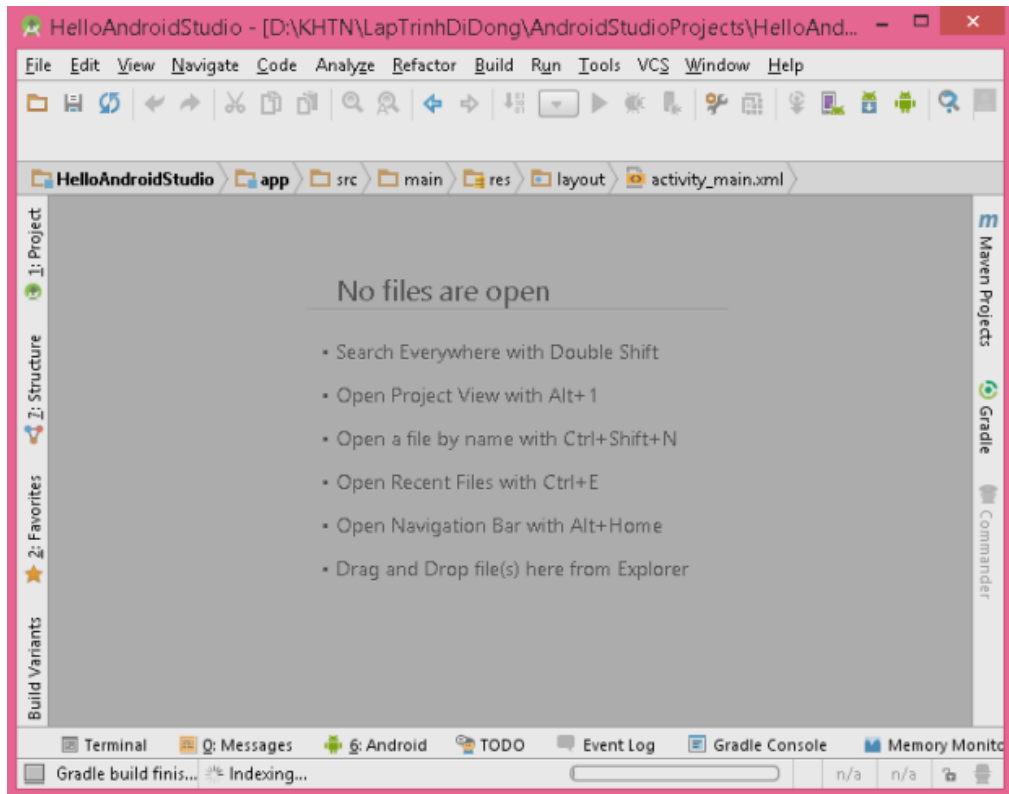 HelloAndroidStudio - [D:\KHTN\LapTrinhDiDong\AndroidStudioProjects\HelloAnd...
File Edit View Navigate Code Analyze Refactor Build Run Tools VCS Window Help
HelloAndroidStudio app src main res layout activity_main.xml
1: Project
7: Structure
2: Favorites
Build Variants
No files are open
• Search Everywhere with Double Shift
• Open Project View with Alt+1
• Open a file by name with Ctrl+Shift+N
• Open Recent Files with Ctrl+E
• Open Navigation Bar with Alt+Home
• Drag and Drop file(s) here from Explorer
m Maven Projects
Gradle
Commander
Terminal 0: Messages 6: Android TODO Event Log Gradle Console Memory Monito
Gradle build finis... Indexing... n/a n/a